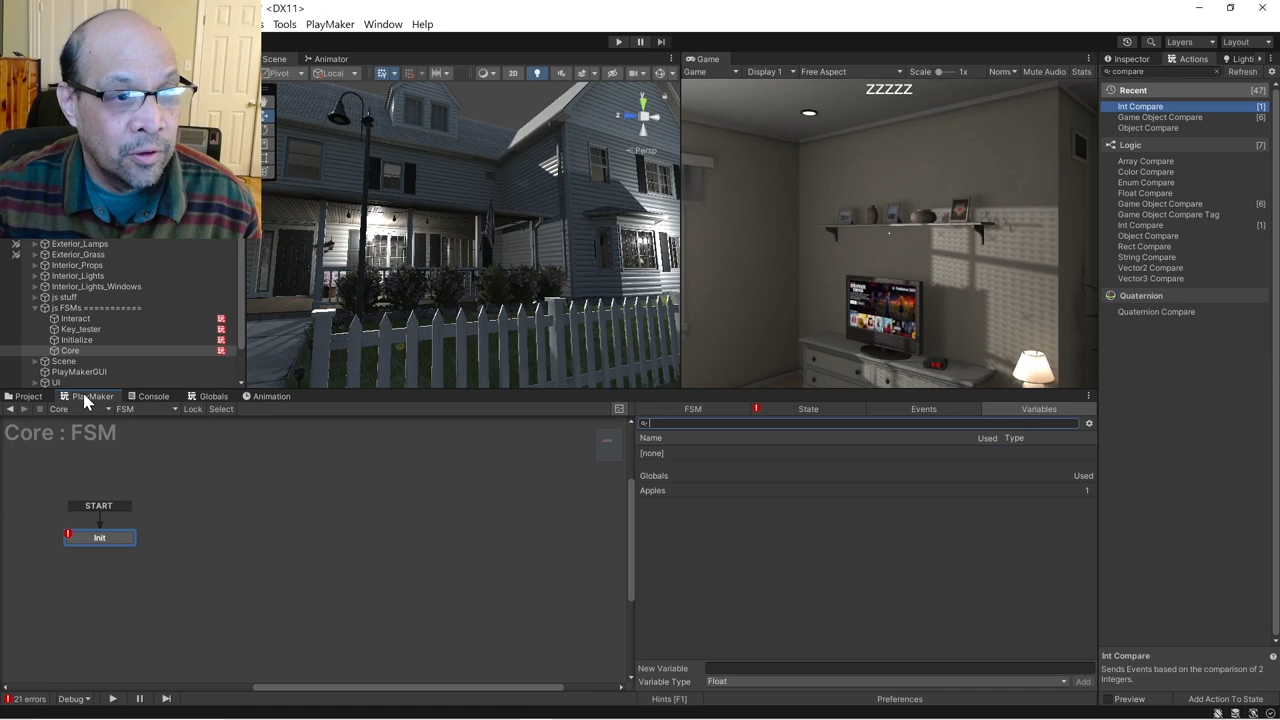 <DX11>
Tools PlayMaker Window Help
Layers Layout
Scene Animator
Pivot Local 2D
Persp
Game
Game Display 1 Free Aspect Scale 1x Norm Mute Audio Stats
ZZZZZ
Inspector Actions Lighti
compare Refresh
Recent [47]
Int Compare [1]
Game Object Compare [6]
Object Compare
Logic [7]
Array Compare
Color Compare
Enum Compare
Float Compare
Game Object Compare [6]
Game Object Compare Tag
Int Compare [1]
Object Compare
Rect Compare
String Compare
Vector2 Compare
Vector3 Compare
Quaternion
Quaternion Compare
Exterior_Lamps
Exterior_Grass
Interior_Props
Interior_Lights
Interior_Lights_Windows
js stuff
js FSMs ===========
Interact
Key_tester
Initialize
Core
Scene
PlayMakerGUI
UI
Project PlayMaker Console Globals Animation
Core FSM Lock Select
Core : FSM
START
Init
FSM State Events Variables
Name Used Type
[none]
Globals Used
Apples 1
New Variable
Variable Type Float Add
21 errors Debug Hints [F1] Preferences
Int Compare
Sends Events based on the comparison of 2
Integers.
Preview Add Action To State